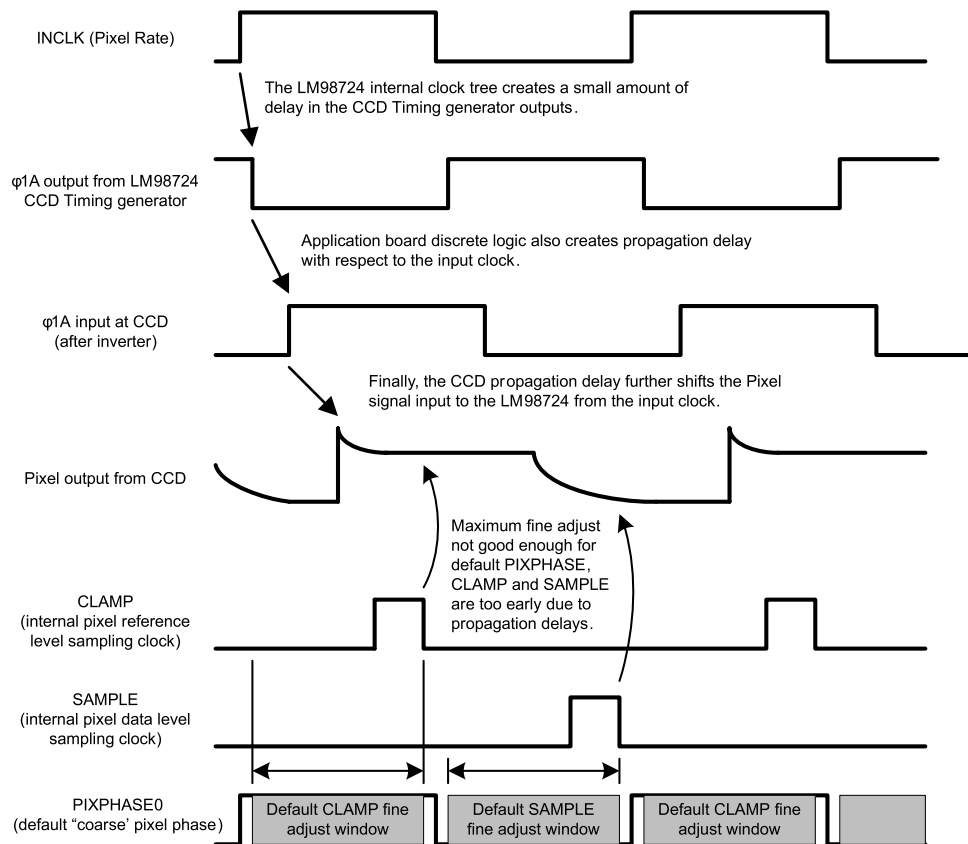 INCLK (Pixel Rate)
The LM98724 internal clock tree creates a small amount of
delay in the CCD Timing generator outputs.
φ1A output from LM98724
CCD Timing generator
Application board discrete logic also creates propagation delay
with respect to the input clock.
φ1A input at CCD
(after inverter)
Finally, the CCD propagation delay further shifts the Pixel
signal input to the LM98724 from the input clock.
Pixel output from CCD
Maximum fine adjust
not good enough for
default PIXPHASE,
CLAMP and SAMPLE
are too early due to
propagation delays.
CLAMP
(internal pixel reference
level sampling clock)
SAMPLE
(internal pixel data level
sampling clock)
PIXPHASE0
(default “coarse’ pixel phase)
Default CLAMP fine
adjust window
Default SAMPLE
fine adjust window
Default CLAMP fine
adjust window